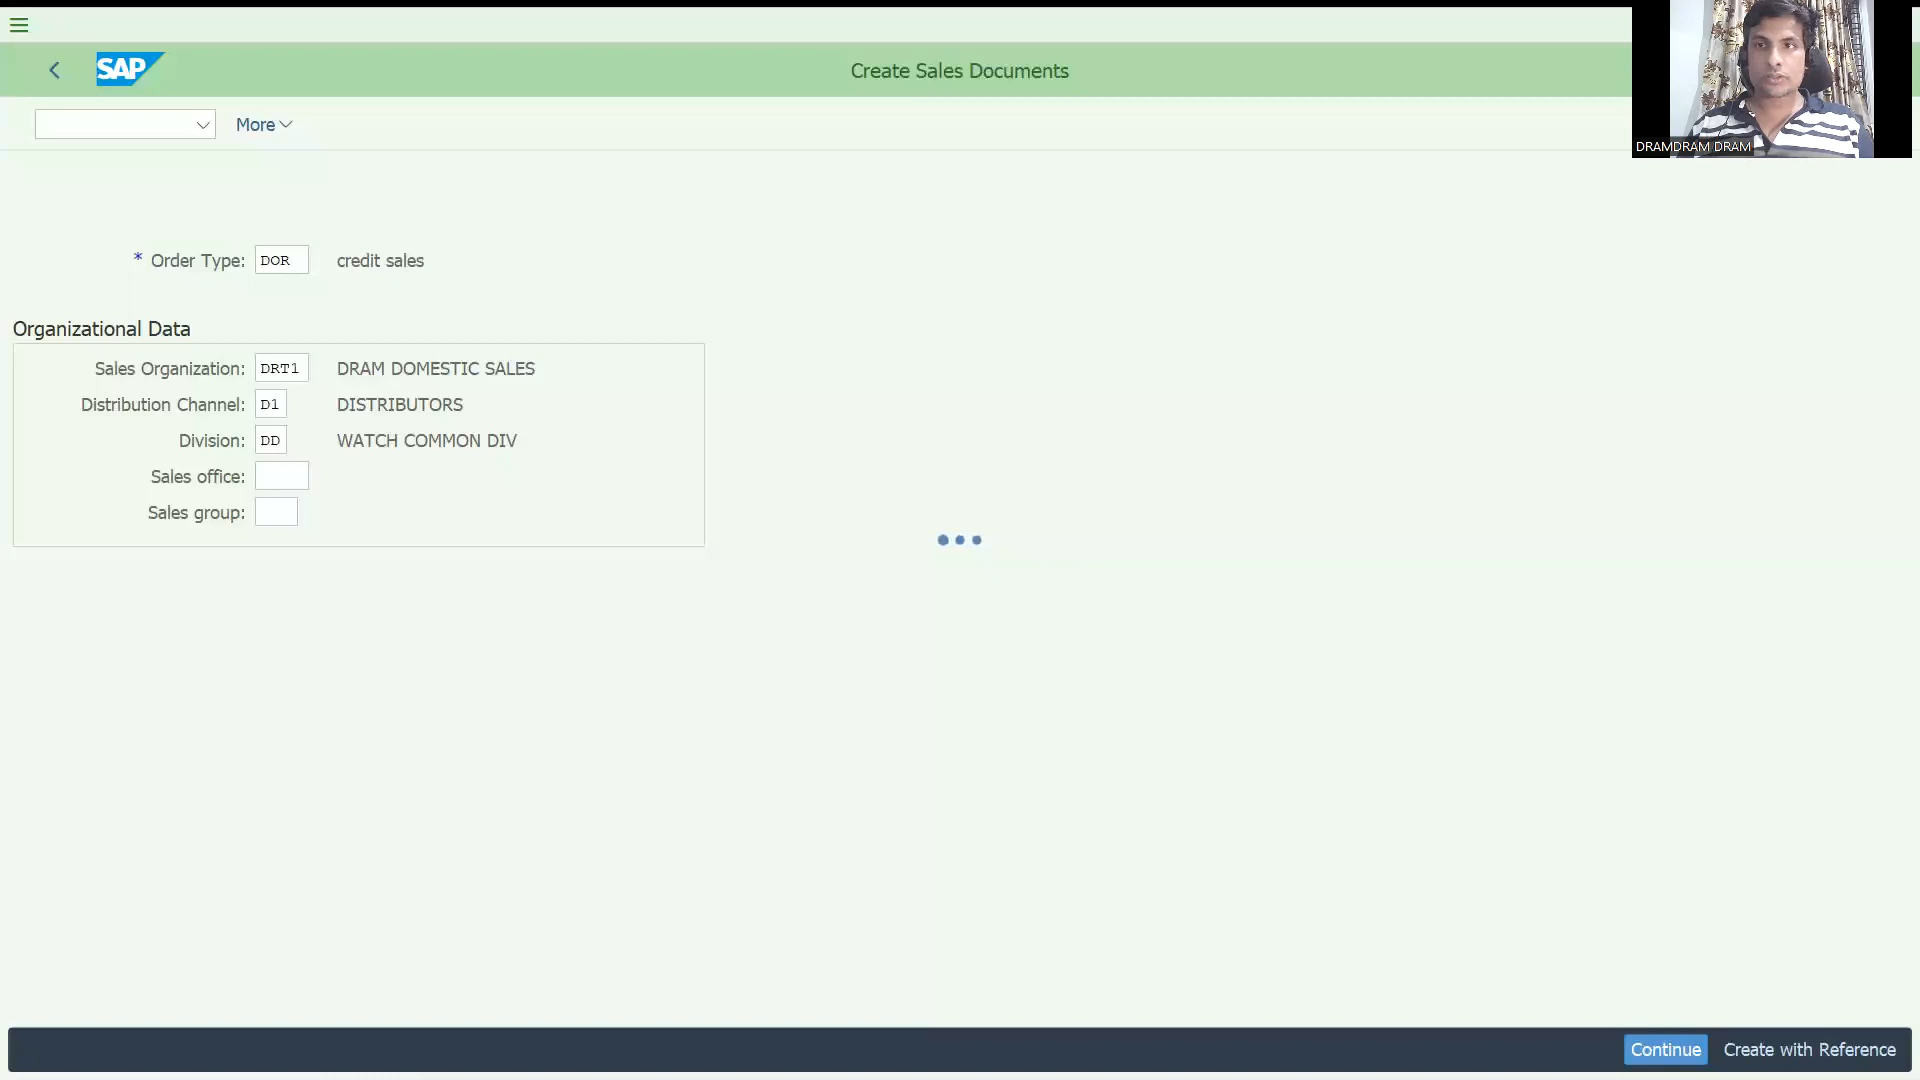 SAP
Create Sales Documents
More
DRAMDRAM DRAM
* Order Type: DOR credit sales
Organizational Data
Sales Organization: DRT1 DRAM DOMESTIC SALES
Distribution Channel: D1 DISTRIBUTORS
Division: DD WATCH COMMON DIV
Sales office:
Sales group:
Continue Create with Reference